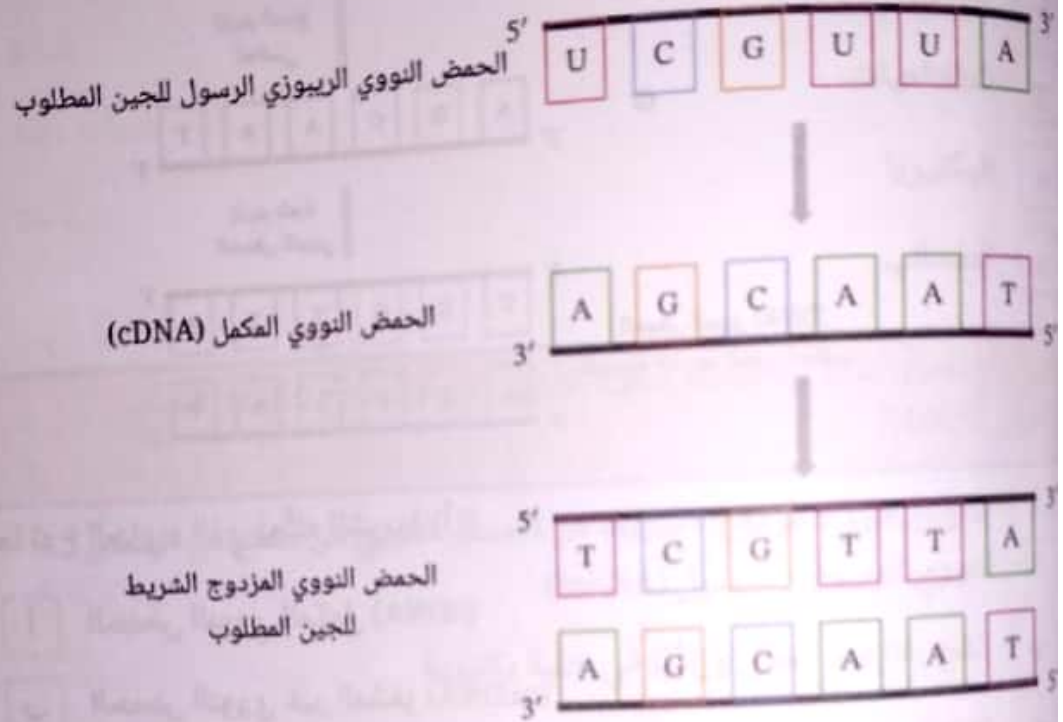 5' U C G U U A 3'
الحمض النووي الريبوزي الرسول للجين المطلوب
A G C A A T
الحمض النووي المكمل (cDNA)
3' 5'
5' T C G T T A 3'
الحمض النووي المزدوج الشريط
للجين المطلوب
3' A G C A A T 5'